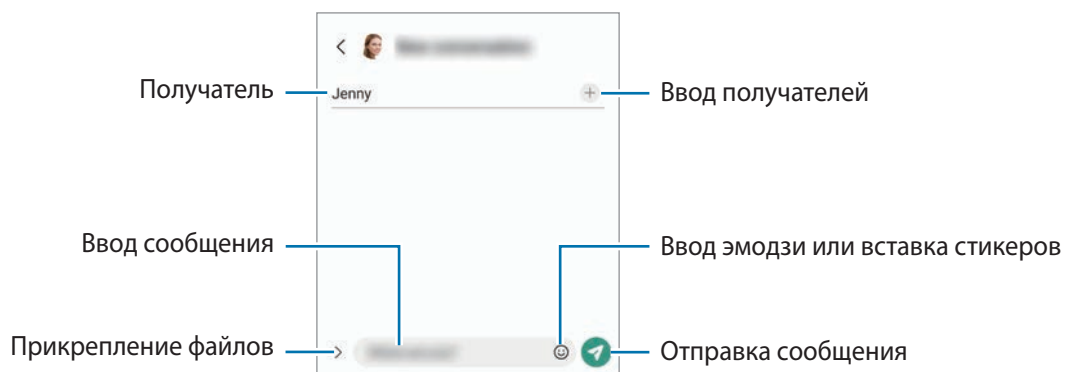 Получатель
Jenny
Ввод получателей
Ввод сообщения
Ввод эмодзи или вставка стикеров
Прикрепление файлов
Отправка сообщения